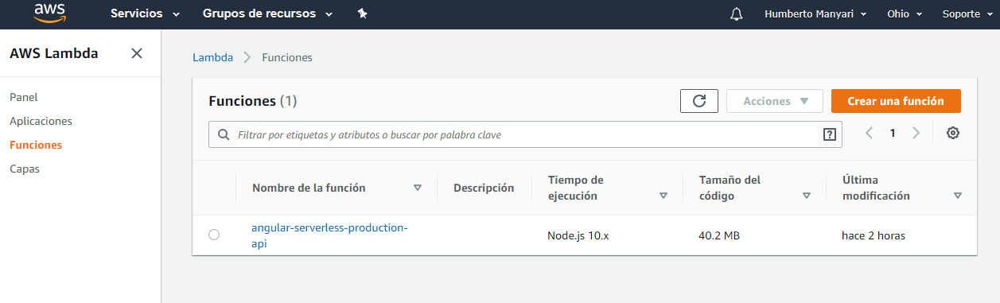 aws Servicios Grupos de recursos Humberto Manyari Ohio Soporte
AWS Lambda
Panel
Aplicaciones
Funciones
Capas
Lambda Funciones
Funciones (1) Acciones Crear una función
Filtrar por etiquetas y atributos o buscar por palabra clave ? 1
Nombre de la función
Descripción
Tiempo de
ejecución
Tamaño del
código
Última
modificación
angular-serverless-production-
api
Node.js 10.x
40.2 MB
hace 2 horas